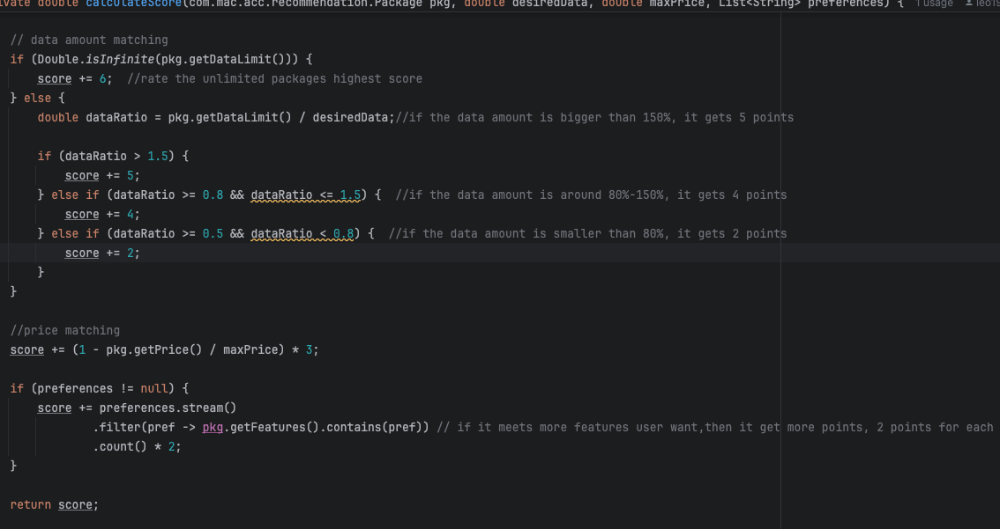 ivate double calculateScore(com.mac.acc.recommendation.Package pkg, double desiredData, double maxPrice, List<String> preferences) { 1 usage leo19
// data amount matching
if (Double.isInfinite(pkg.getDataLimit())) {
score += 6; //rate the unlimited packages highest score
} else {
double dataRatio = pkg.getDataLimit() / desiredData;//if the data amount is bigger than 150%, it gets 5 points
if (dataRatio > 1.5) {
score += 5;
} else if (dataRatio >= 0.8 && dataRatio <= 1.5) { //if the data amount is around 80%-150%, it gets 4 points
score += 4;
} else if (dataRatio >= 0.5 && dataRatio < 0.8) { //if the data amount is smaller than 80%, it gets 2 points
score += 2;
}
}
//price matching
score += (1 - pkg.getPrice() / maxPrice) * 3;
if (preferences != null) {
score += preferences.stream()
.filter(pref -> pkg.getFeatures().contains(pref)) // if it meets more features user want,then it get more points, 2 points for each
.count() * 2;
}
return score;